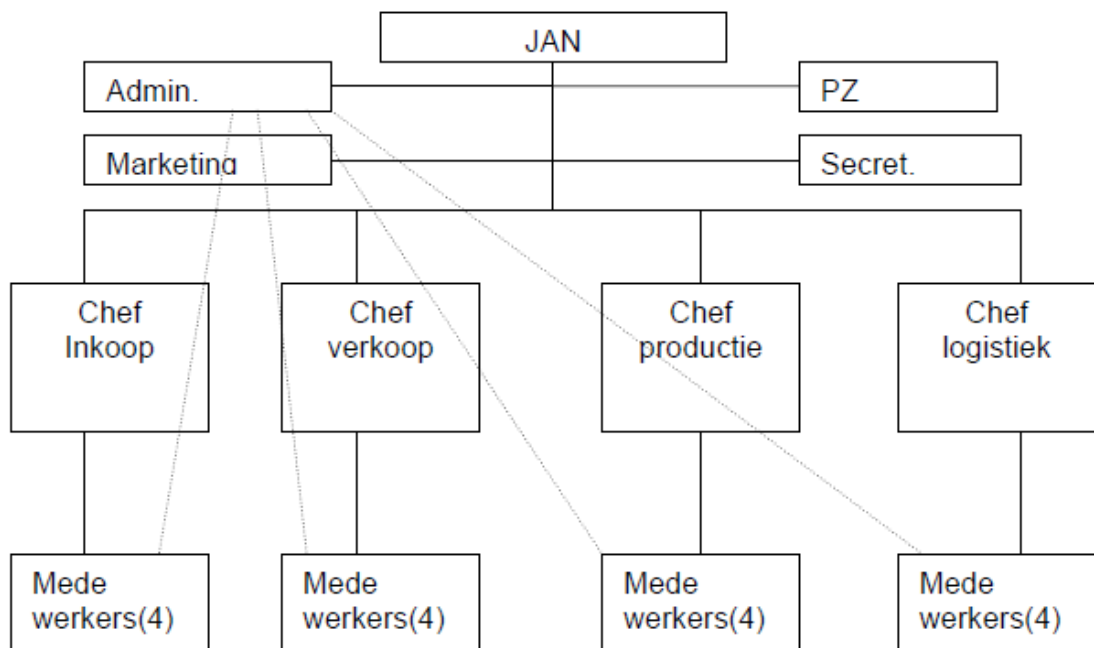 JAN
Admin.
PZ
Marketing
Secret.
Chef
Inkoop
Chef
verkoop
Chef
productie
Chef
logistiek
Mede
werkers(4)
Mede
werkers(4)
Mede
werkers(4)
Mede
werkers(4)